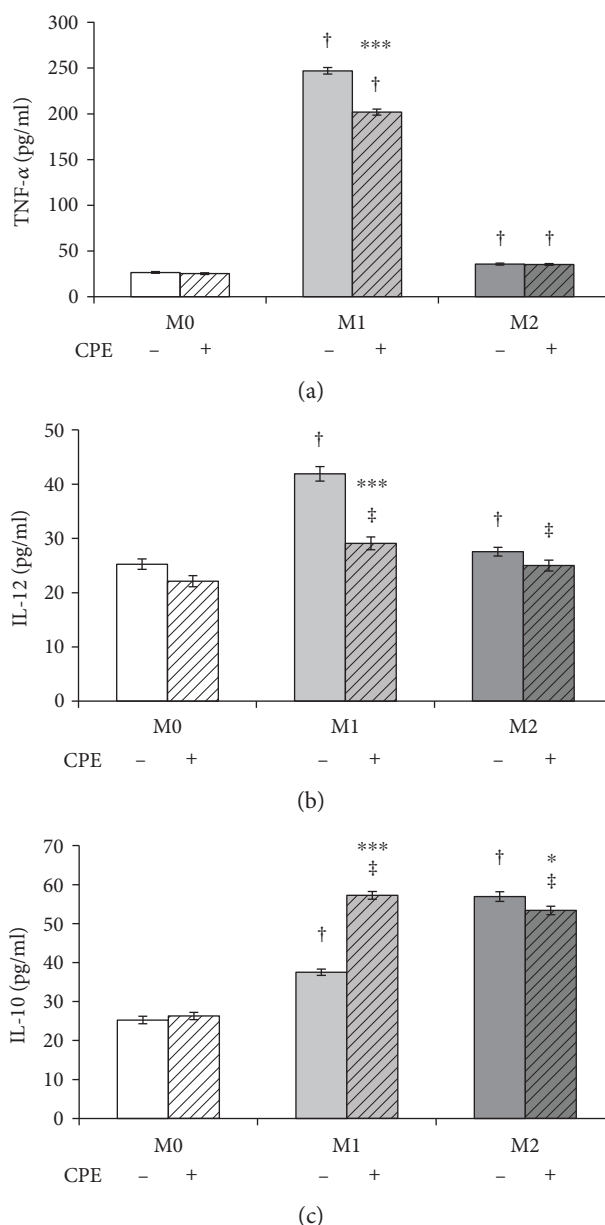 300
250
200
150
100
50
0
TNF-α (pg/ml)
† *** †
† †
M0 M1 M2
CPE – + – + – +
(a)
50
40
30
20
10
0
IL-12 (pg/ml)
† *** ‡
† ‡
M0 M1 M2
CPE – + – + – +
(b)
70
60
50
40
30
20
10
0
IL-10 (pg/ml)
† *** ‡
† * ‡
M0 M1 M2
CPE – + – + – +
(c)